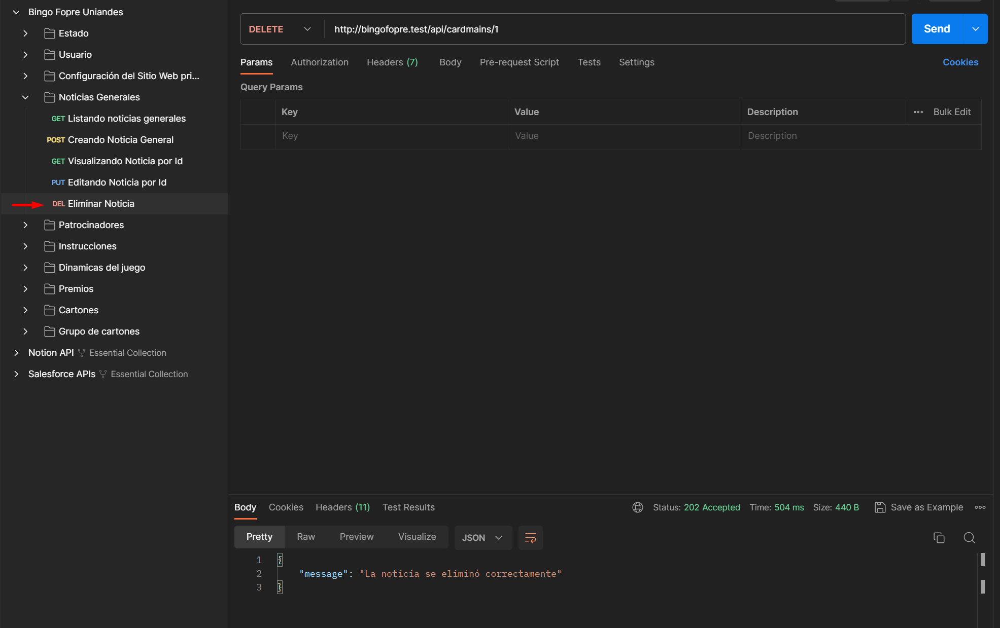 Bingo Fopre Uniandes
Estado
Usuario
Configuración del Sitio Web pri...
Noticias Generales
GET Listando noticias generales
POST Creando Noticia General
GET Visualizando Noticia por Id
PUT Editando Noticia por Id
DEL Eliminar Noticia
Patrocinadores
Instrucciones
Dinamicas del juego
Premios
Cartones
Grupo de cartones
Notion API Essential Collection
Salesforce APIs Essential Collection
DELETE http://bingofopre.test/api/cardmains/1 Send
Params Authorization Headers (7) Body Pre-request Script Tests Settings Cookies
Query Params
Key Value Description Bulk Edit
Key Value Description
Body Cookies Headers (11) Test Results Status: 202 Accepted Time: 504 ms Size: 440 B Save as Example
Pretty Raw Preview Visualize JSON
1 {
2 "message": "La noticia se eliminó correctamente"
3 }